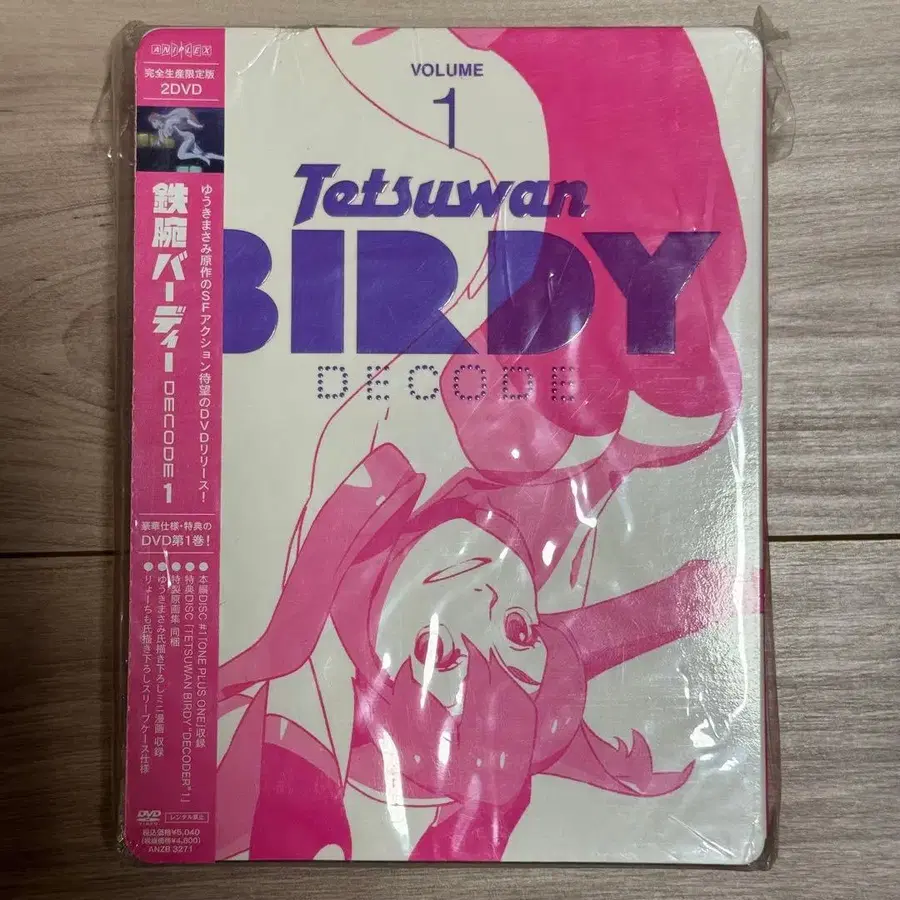 ANIPLEX
完全生産限定版
2DVD
ゆうきまさみ原作のSFアクション待望のDVDリリース!
鉄腕バーディー DECODE 1
豪華仕様・特典の
DVD第1巻!
●本編DISC #1「TONE PLUS ONE」収録
●特典DISC「TETSUWAN BIRDY "DECODER" 1」
●特製原画集 同梱
●ゆうきまさみ氏描き下ろしミニ漫画 収録
●りょーちも氏描き下ろしスリーブケース仕様
DVD
VIDEO
レンタル禁止
税込価格¥5,040
(税抜価格¥4,800)
ANZB 3271
VOLUME
1
Tetsuwan
BIRDY
DECODE